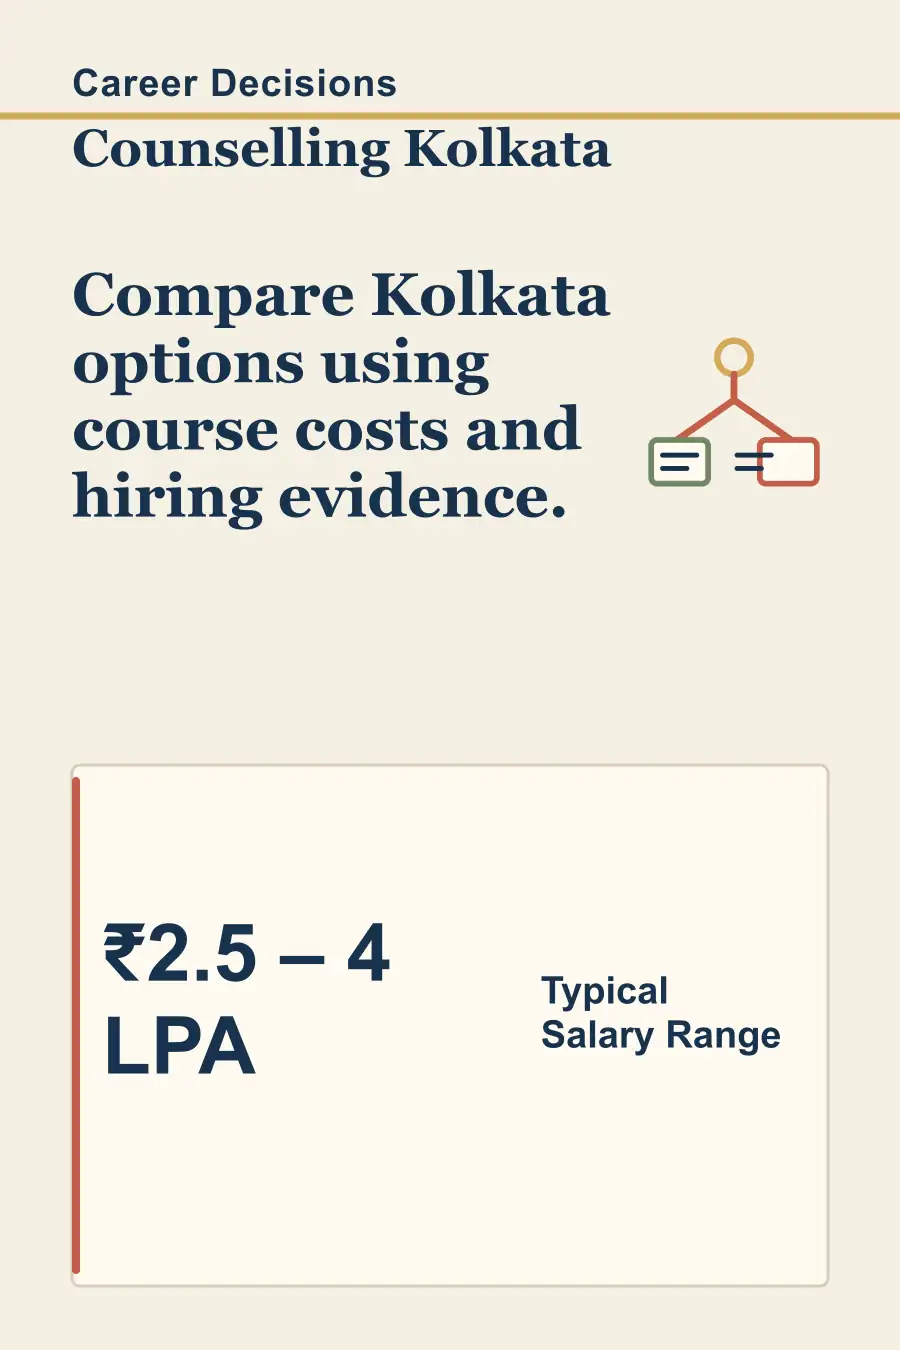 Career Decisions
Counselling Kolkata
Compare Kolkata
options using
course costs and
hiring evidence.
₹2.5 – 4
LPA
Typical
Salary Range